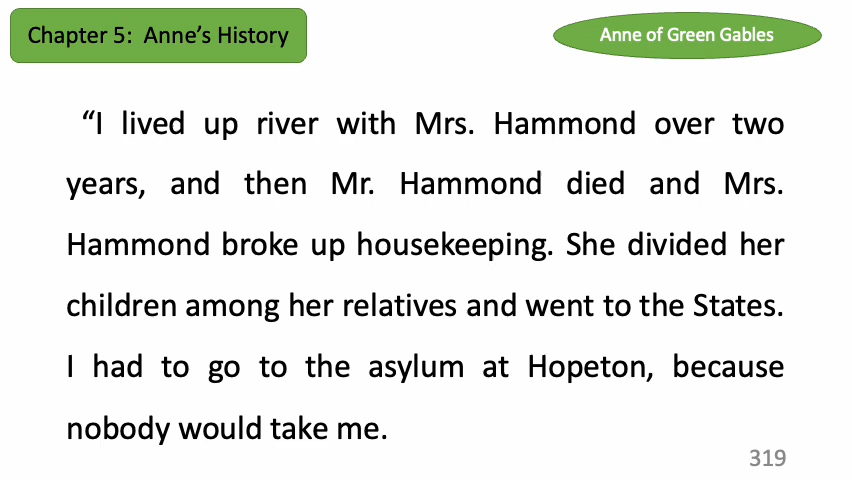 Chapter 5:  Anne’s History
Anne of Green Gables
“I lived up river with Mrs. Hammond over two
years, and then Mr. Hammond died and Mrs.
Hammond broke up housekeeping. She divided her
children among her relatives and went to the States.
I had to go to the asylum at Hopeton, because
nobody would take me.
319